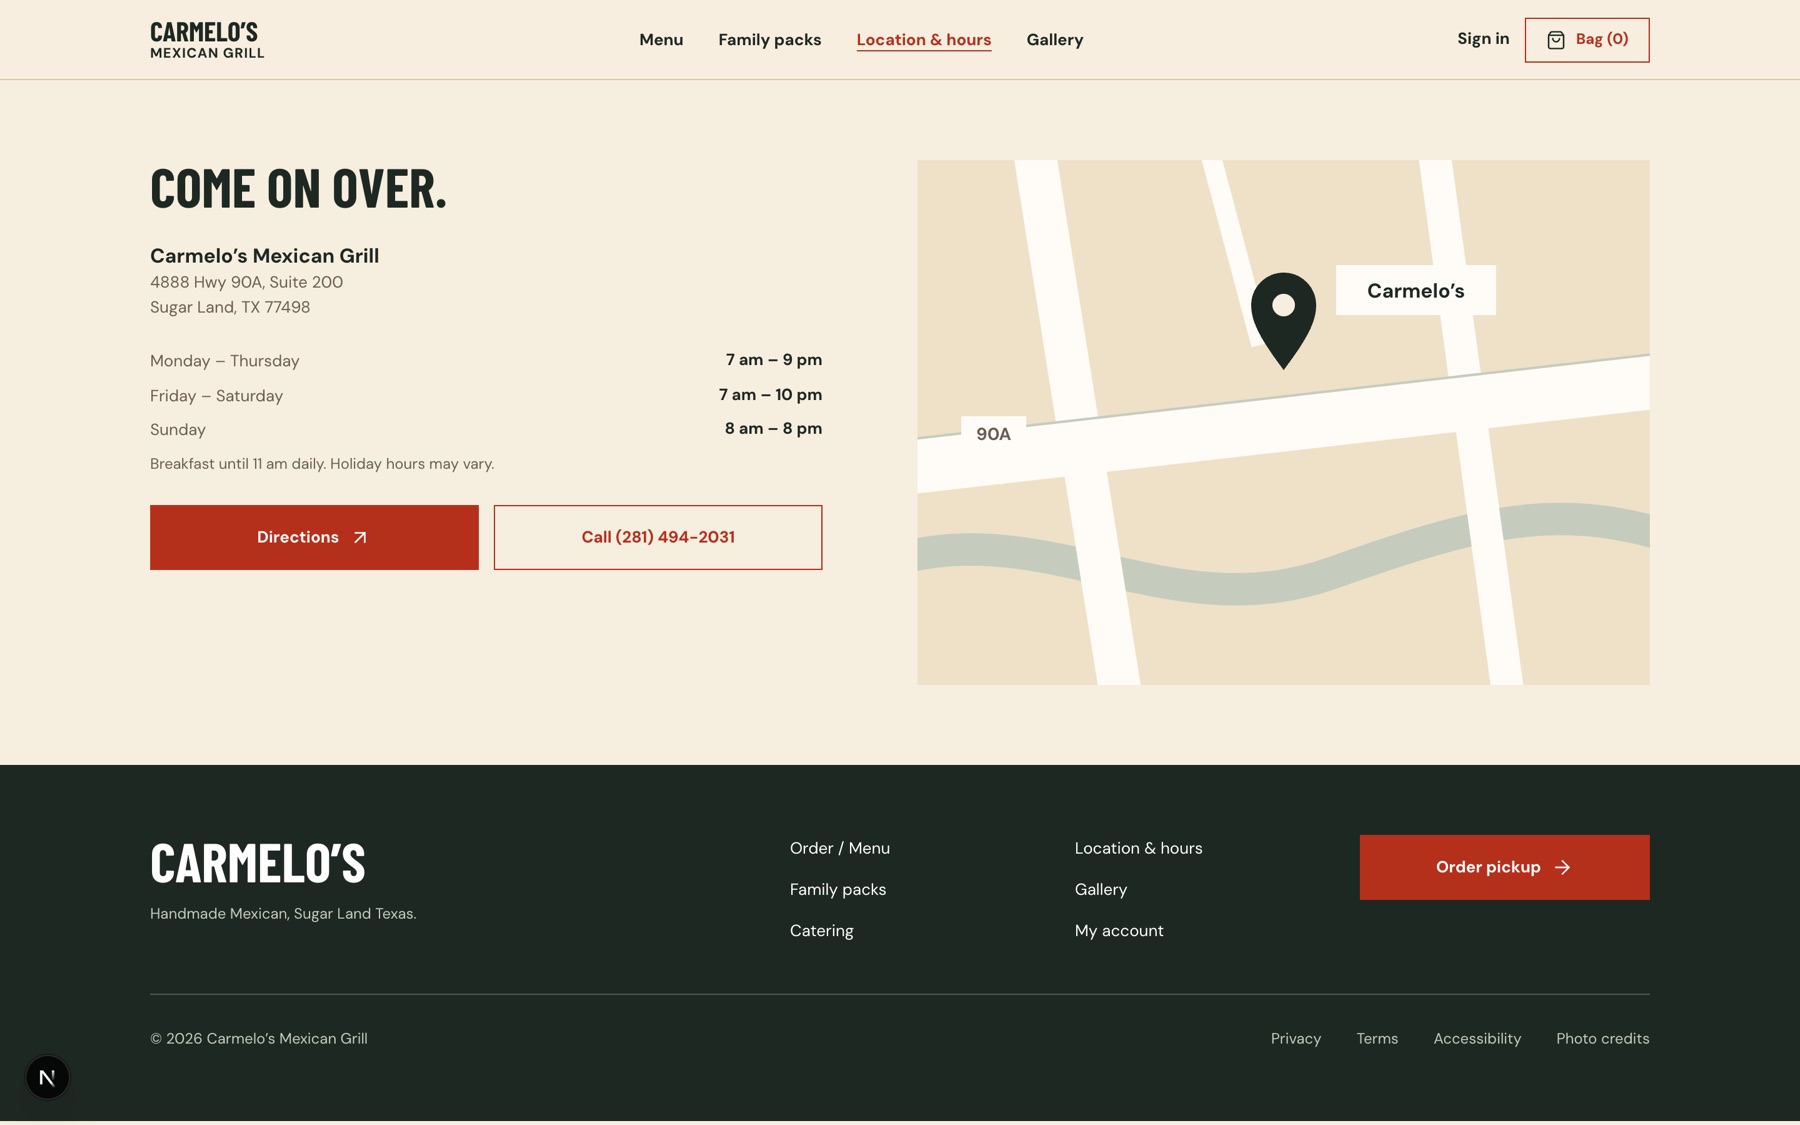 CARMELO’S
MEXICAN GRILL
Menu
Family packs
Location & hours
Gallery
Sign in
Bag (0)
COME ON OVER.
Carmelo’s Mexican Grill
4888 Hwy 90A, Suite 200
Sugar Land, TX 77498
Monday – Thursday 7 am – 9 pm
Friday – Saturday 7 am – 10 pm
Sunday 8 am – 8 pm
Breakfast until 11 am daily. Holiday hours may vary.
Directions
Call (281) 494-2031
Carmelo’s
90A
CARMELO’S
Handmade Mexican, Sugar Land Texas.
Order / Menu
Family packs
Catering
Location & hours
Gallery
My account
Order pickup
© 2026 Carmelo’s Mexican Grill
Privacy
Terms
Accessibility
Photo credits
N